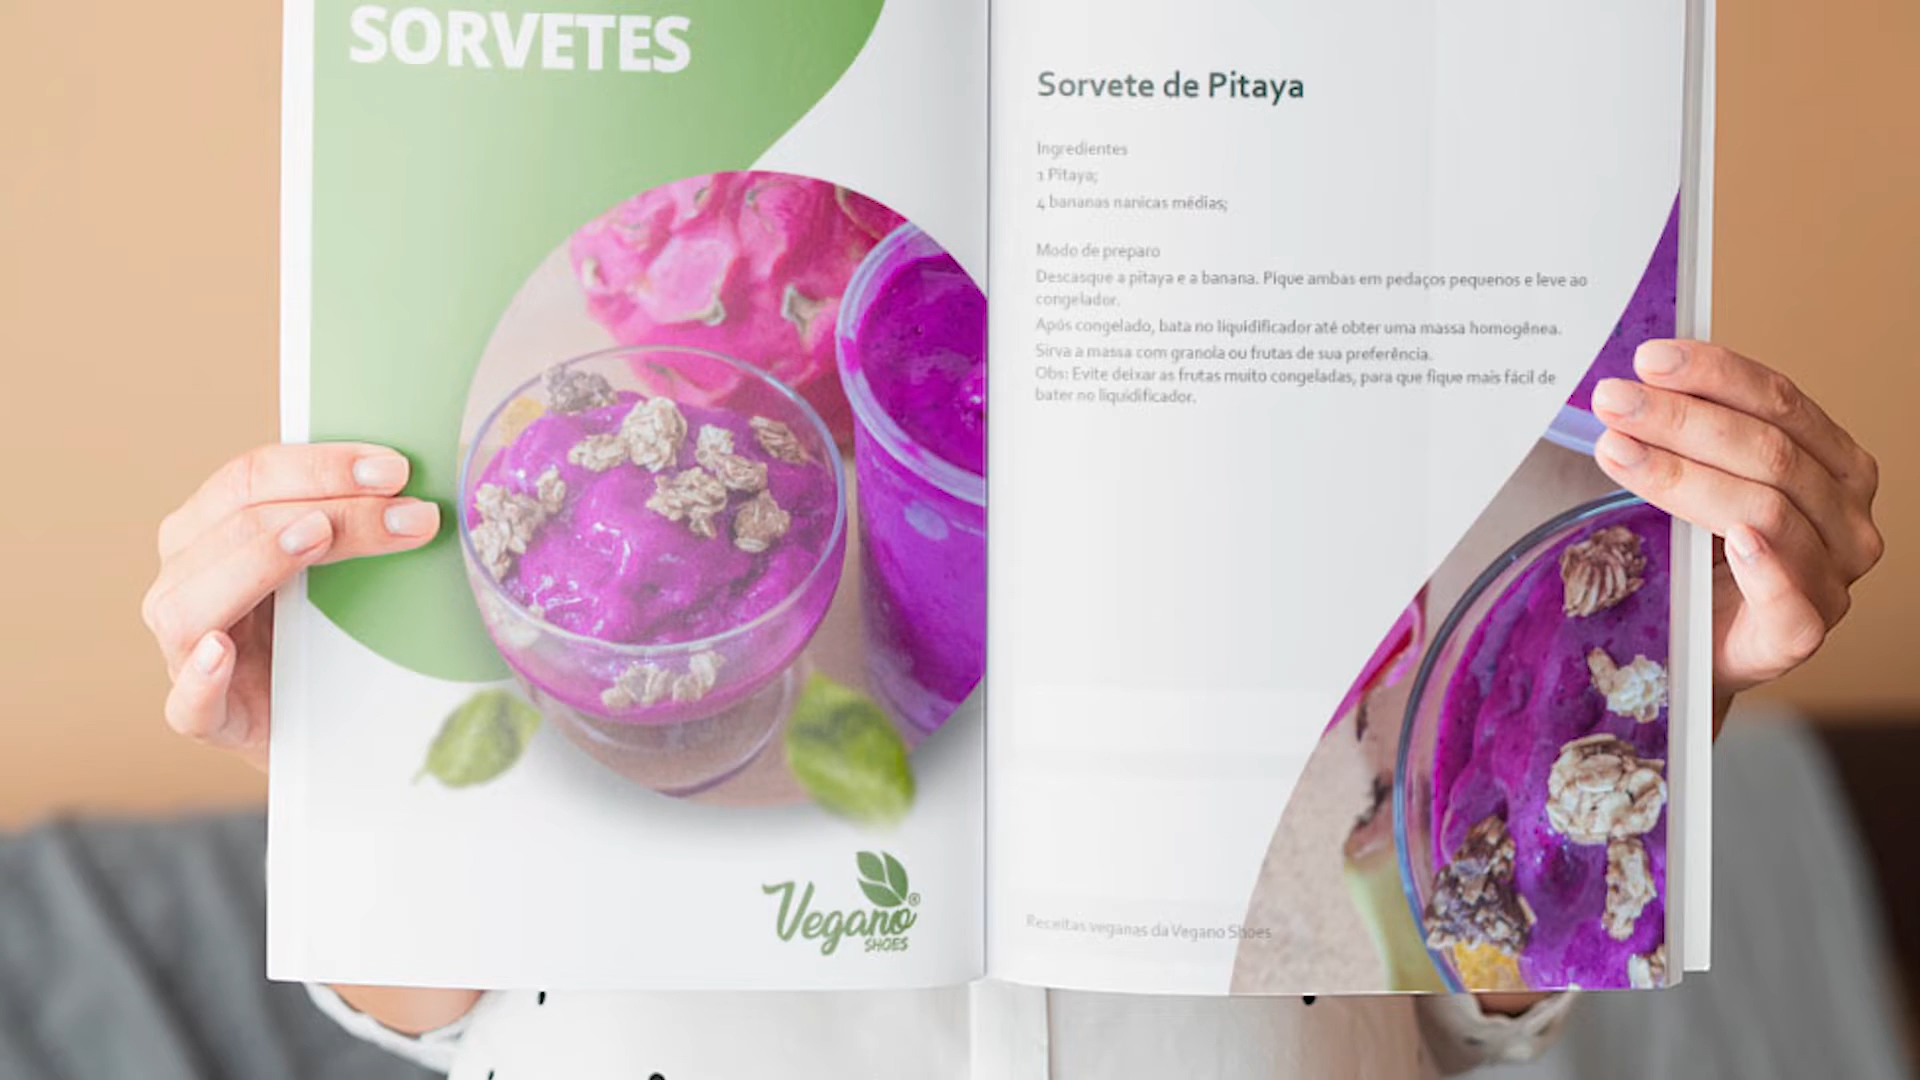 SORVETES
Vegano®
SHOES
Sorvete de Pitaya
Ingredientes
1 Pitaya;
4 bananas nanicas médias;
Modo de preparo
Descasque a pitaya e a banana. Pique ambas em pedaços pequenos e leve ao
congelador.
Após congelado, bata no liquidificador até obter uma massa homogênea.
Sirva a massa com granola ou frutas de sua preferência.
Obs: Evite deixar as frutas muito congeladas, para que fique mais fácil de
bater no liquidificador.
Receitas veganas da Vegano Shoes